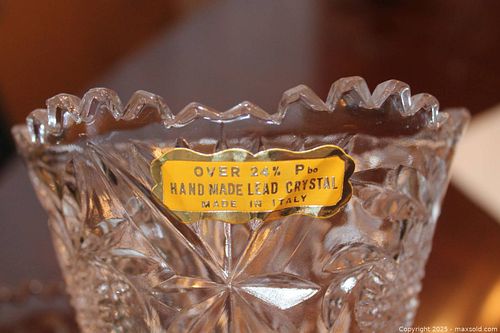 OVER 24% Pbo
HAND MADE LEAD CRYSTAL
MADE IN ITALY
Copyright 2025 - maxsold.com